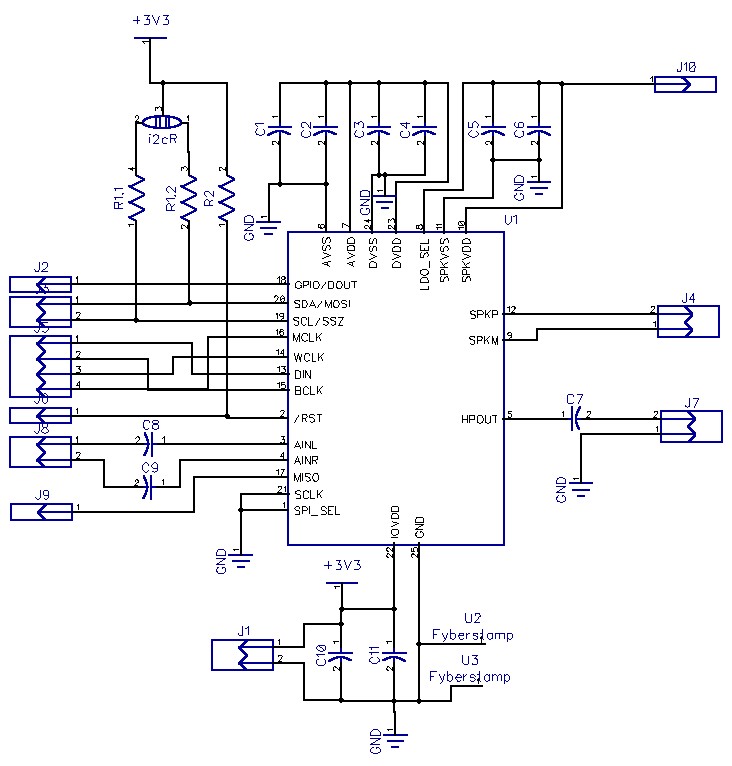 +3V3
1
J10
1
3
2
1
i2cR
C1
1
2
C2
1
2
C3
1
2
C4
1
2
C5
1
2
C6
1
2
R1.1
4
1
R1.2
3
2
R2
2
1
GND
1
GND
1
GND
1
U1
6
7
24
23
8
11
10
AVSS
AVDD
DVSS
DVDD
LDO_SEL
SPKVSS
SPKVDD
J2
1
18
GPIO/DOUT
1
20
SDA/MOSI
2
19
SCL/SSZ
SPKP
12
2
J4
1
SPKM
9
J5
1
2
3
4
16
MCLK
14
WCLK
13
DIN
15
BCLK
J6
1
2
/RST
HPOUT
5
1
C7
2
2
J7
1
GND
1
J8
1
2
C8
2
1
3
AINL
C9
2
1
4
AINR
17
MISO
J9
1
21
SCLK
1
SPI_SEL
GND
1
IOVDD
GND
22
25
+3V3
1
J1
1
2
C10
1
2
C11
1
2
U2
Fyberstamp
1
U3
Fyberstamp
1
GND
1